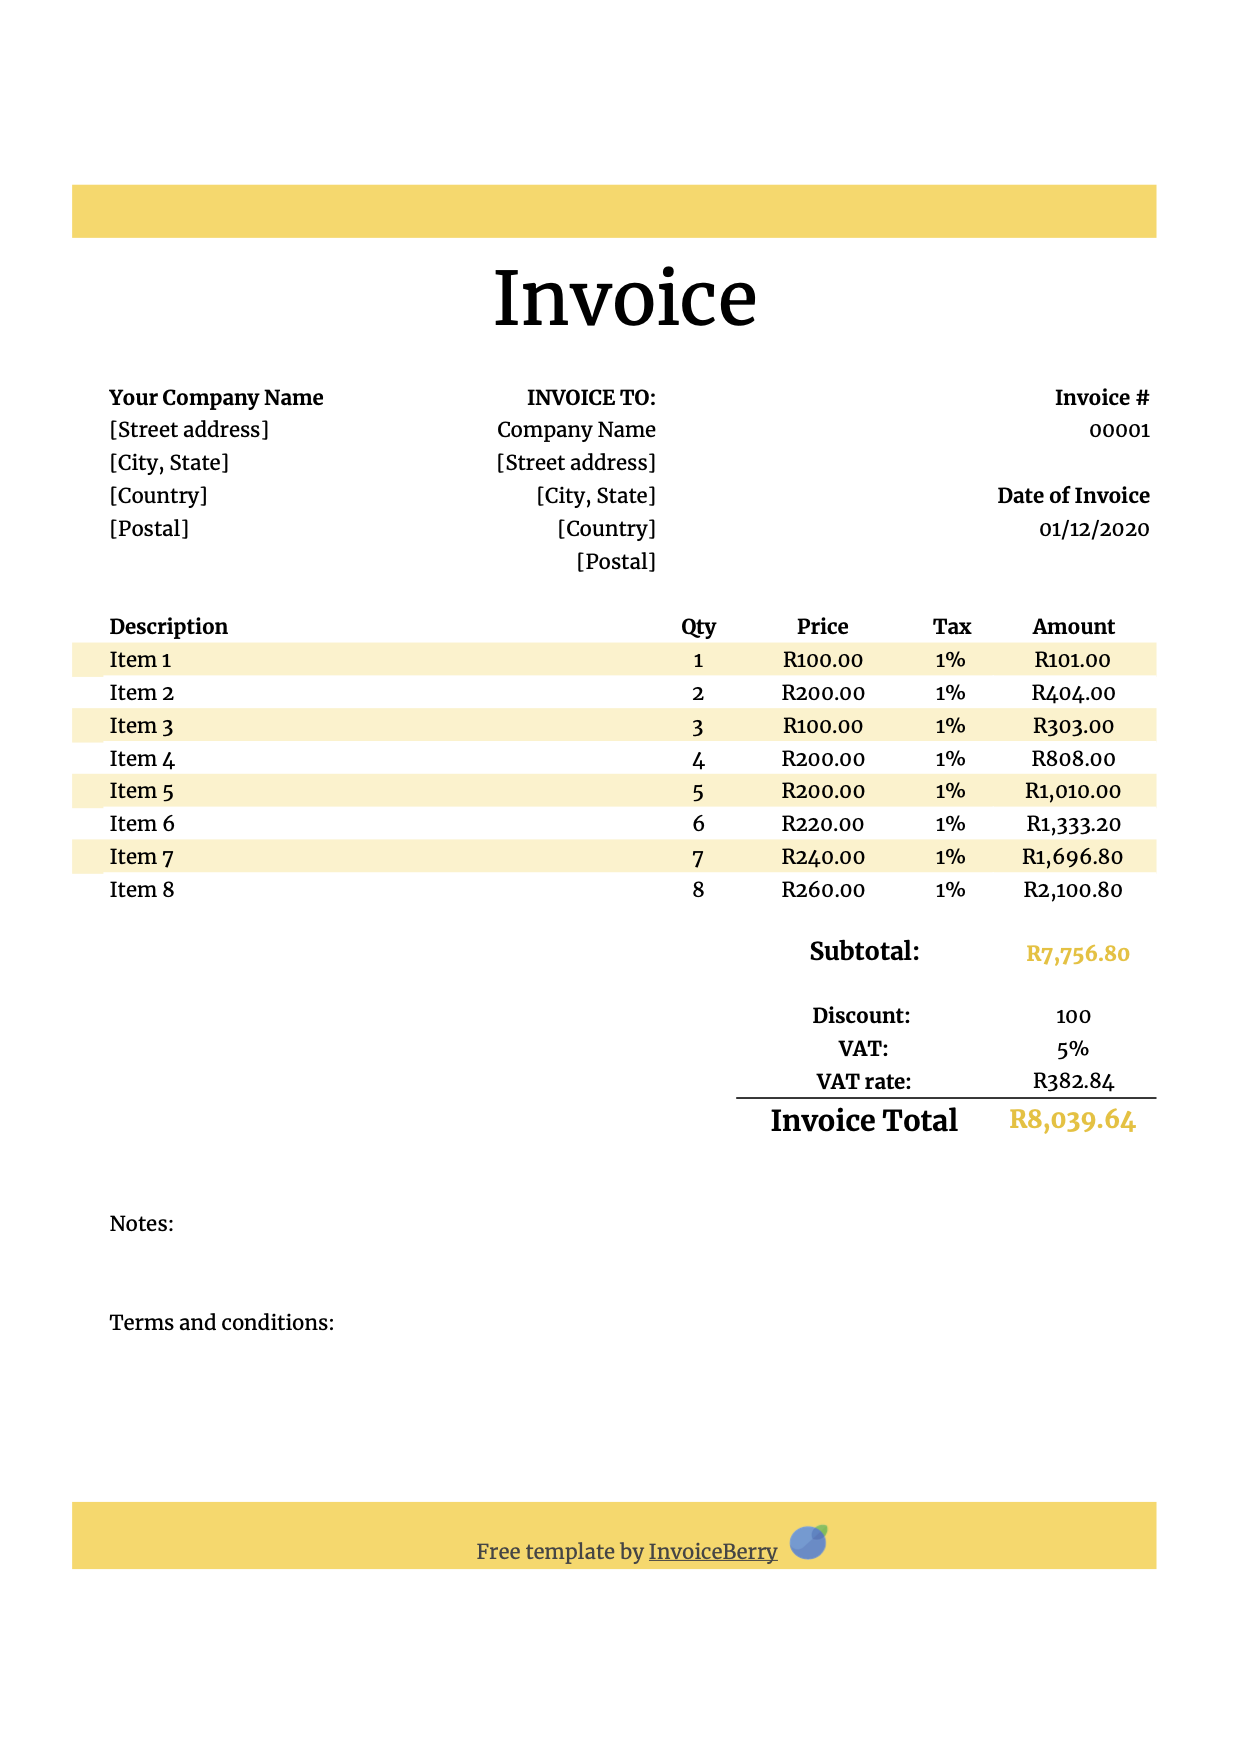 Invoice
Your Company Name INVOICE TO: Invoice #
[Street address] Company Name 00001
[City, State] [Street address]
[Country] [City, State] Date of Invoice
[Postal] [Country] 01/12/2020
[Postal]
Description Qty Price Tax Amount
Item 1 1 R100.00 1% R101.00
Item 2 2 R200.00 1% R404.00
Item 3 3 R100.00 1% R303.00
Item 4 4 R200.00 1% R808.00
Item 5 5 R200.00 1% R1,010.00
Item 6 6 R220.00 1% R1,333.20
Item 7 7 R240.00 1% R1,696.80
Item 8 8 R260.00 1% R2,100.80
Subtotal: R7,756.80
Discount: 100
VAT: 5%
VAT rate: R382.84
Invoice Total R8,039.64
Notes:
Terms and conditions:
Free template by InvoiceBerry